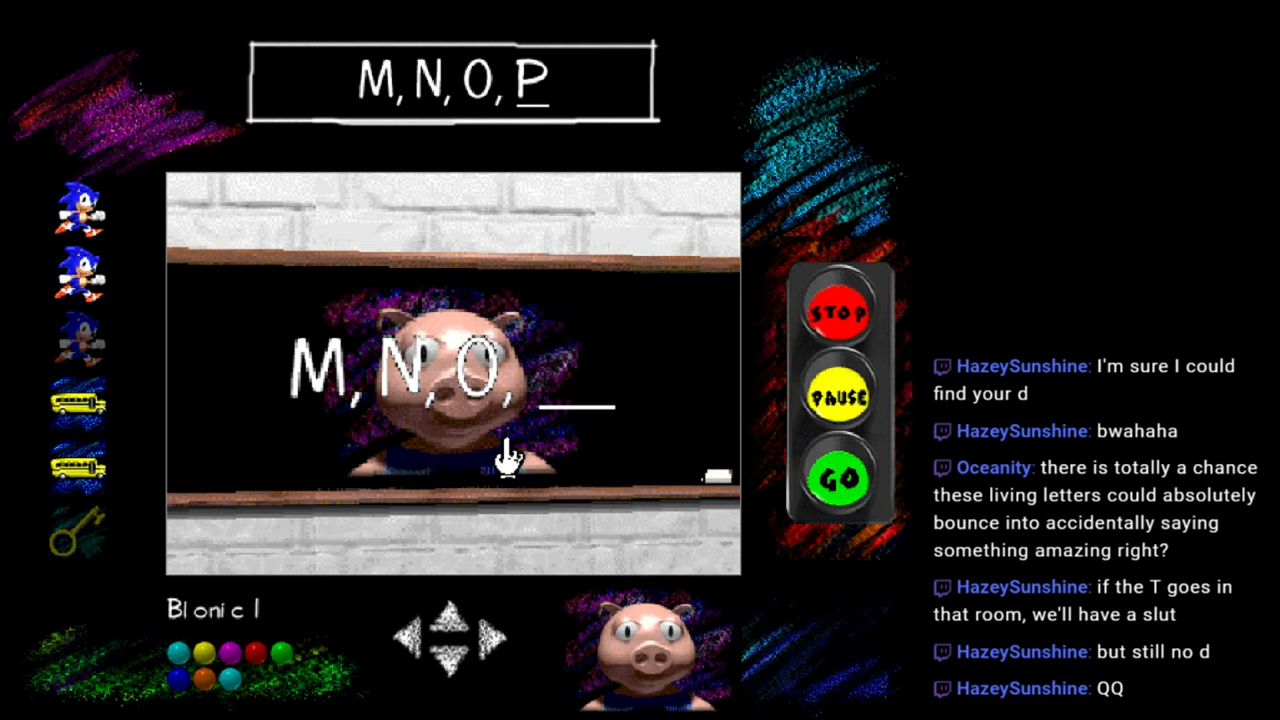 M, N, O, P
M, N, O, __
STOP
PAUSE
GO
Blonic 1
HazeySunshine: I'm sure I could
find your d
HazeySunshine: bwahaha
Oceanity: there is totally a chance
these living letters could absolutely
bounce into accidentally saying
something amazing right?
HazeySunshine: if the T goes in
that room, we'll have a slut
HazeySunshine: but still no d
HazeySunshine: QQ